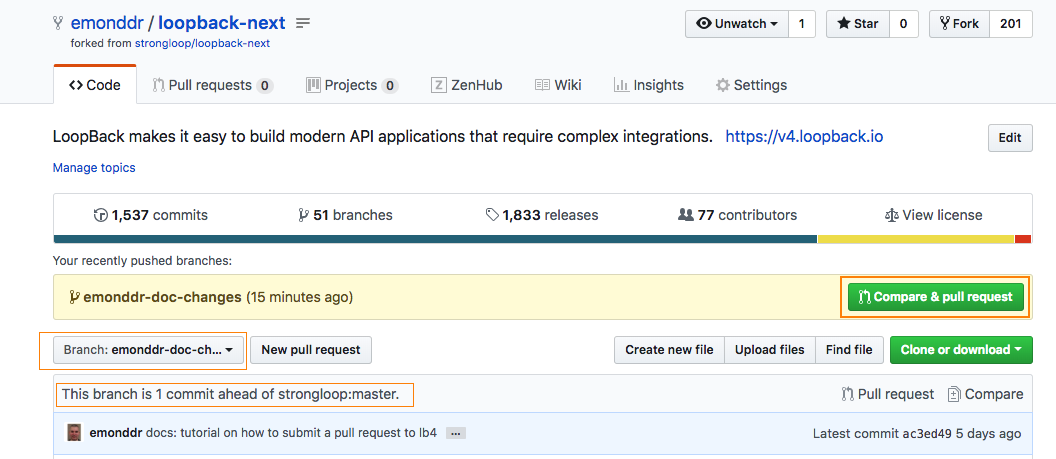 emonddr / loopback-next
Unwatch 1 Star 0 Fork 201
forked from strongloop/loopback-next
Code Pull requests 0 Projects 0 ZenHub Wiki Insights Settings
LoopBack makes it easy to build modern API applications that require complex integrations. https://v4.loopback.io Edit
Manage topics
1,537 commits 51 branches 1,833 releases 77 contributors View license
Your recently pushed branches:
emonddr-doc-changes (15 minutes ago) Compare & pull request
Branch: emonddr-doc-ch... New pull request Create new file Upload files Find file Clone or download
This branch is 1 commit ahead of strongloop:master. Pull request Compare
emonddr docs: tutorial on how to submit a pull request to lb4 ... Latest commit ac3ed49 5 days ago